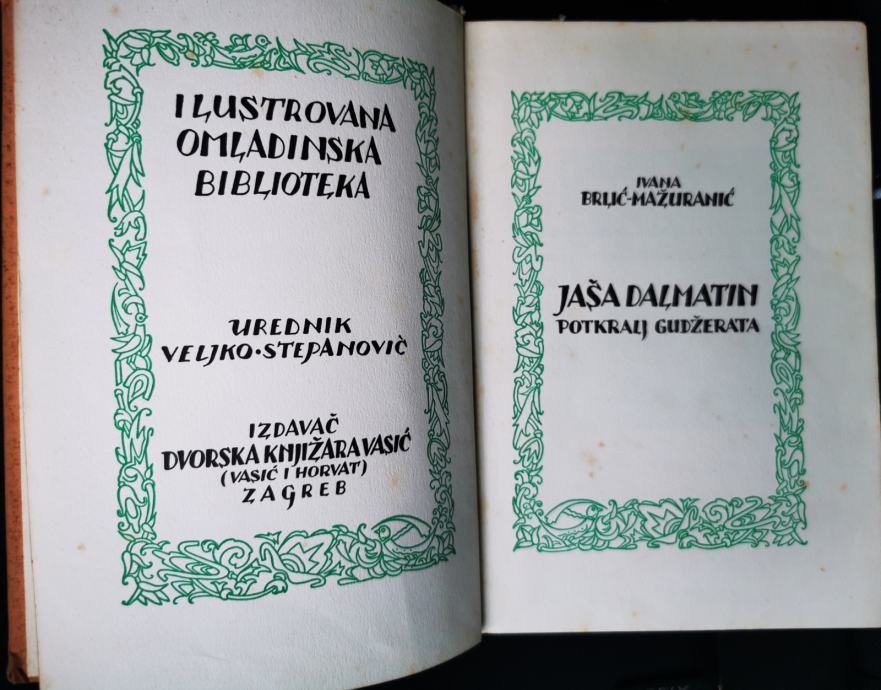 ILUSTROVANA
OMLADINSKA
BIBLIOTEKA
UREDNIK
VELJKO·STEPANOVIČ
IZDAVAČ
DVORSKA KNJIŽARA VASIĆ
(VASIĆ I HORVAT)
ZAGREB
IVANA
BRLIĆ-MAŽURANIĆ
JAŠA DALMATIN
POTKRALJ GUDŽERATA